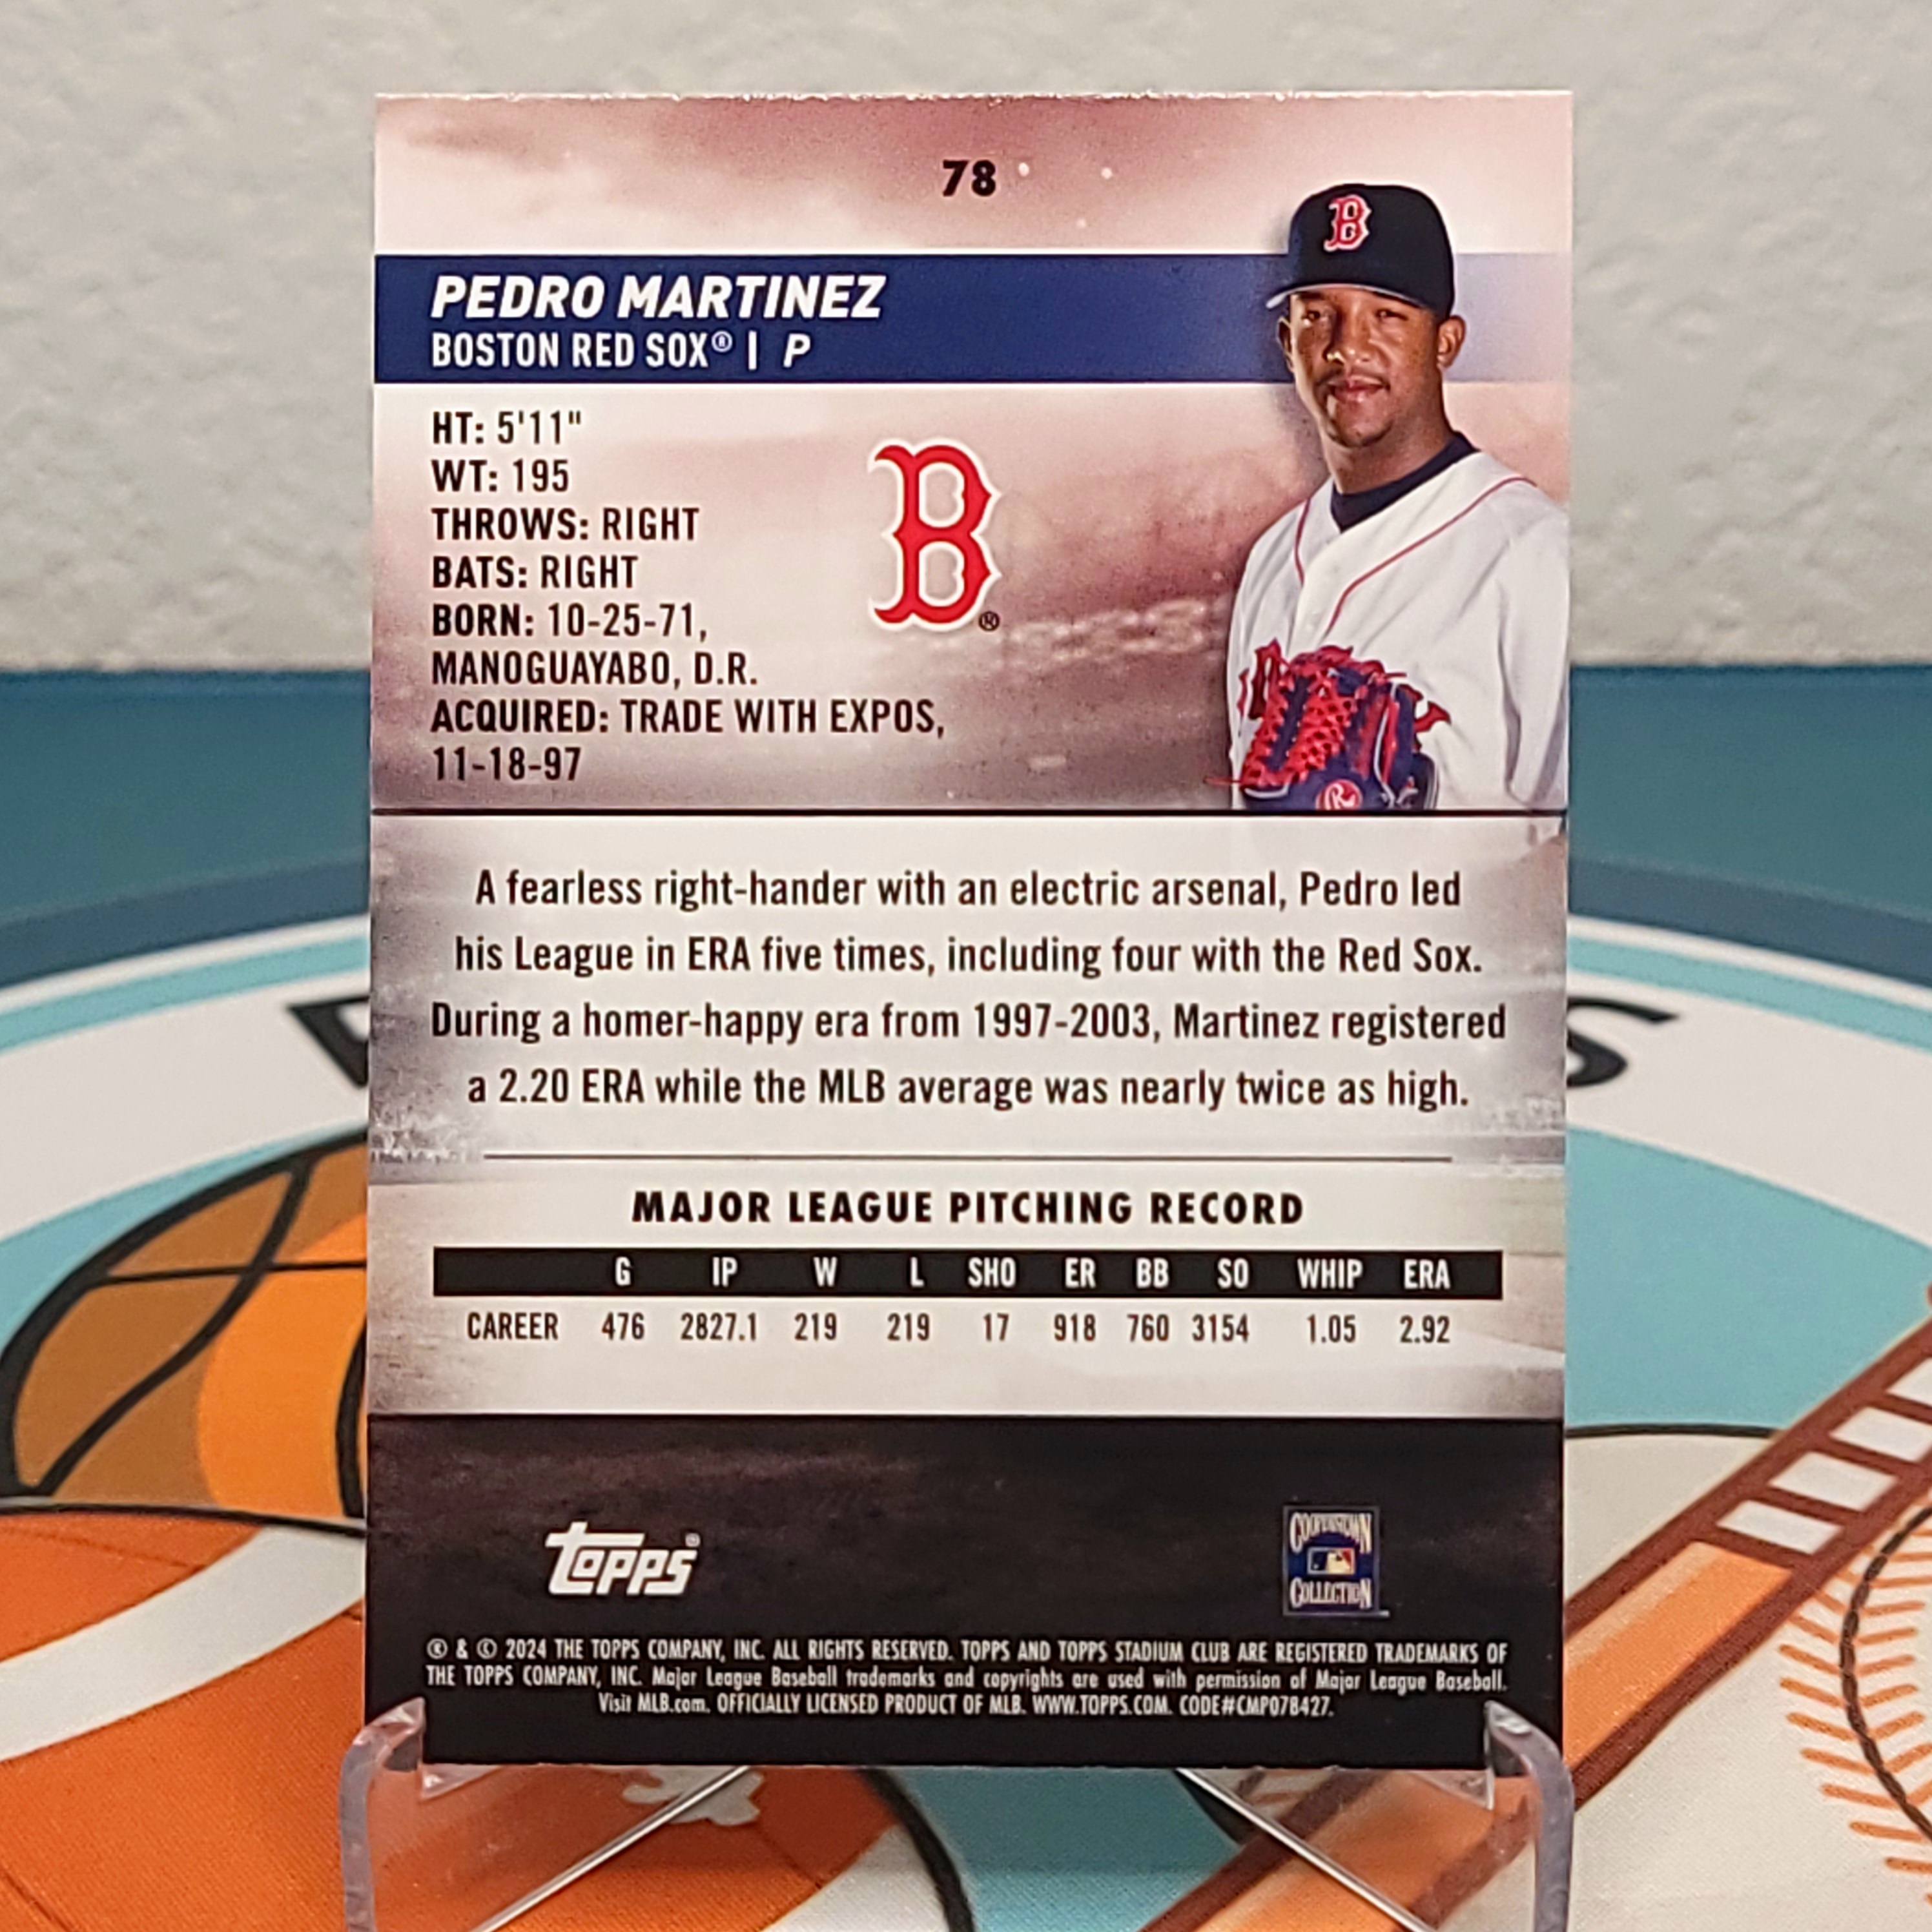 78
PEDRO MARTINEZ
BOSTON RED SOX® | P
B
HT: 5'11"
WT: 195
THROWS: RIGHT
BATS: RIGHT
BORN: 10-25-71,
MANOGUAYABO, D.R.
ACQUIRED: TRADE WITH EXPOS,
11-18-97
B®
A fearless right-hander with an electric arsenal, Pedro led
his League in ERA five times, including four with the Red Sox.
During a homer-happy era from 1997-2003, Martinez registered
a 2.20 ERA while the MLB average was nearly twice as high.
MAJOR LEAGUE PITCHING RECORD
G IP W L SHO ER BB SO WHIP ERA
CAREER 476 2827.1 219 219 17 918 760 3154 1.05 2.92
TOPPS®
COOPERSTOWN
COLLECTION
® & © 2024 THE TOPPS COMPANY, INC. ALL RIGHTS RESERVED. TOPPS AND TOPPS STADIUM CLUB ARE REGISTERED TRADEMARKS OF
THE TOPPS COMPANY, INC. Major League Baseball trademarks and copyrights are used with permission of Major League Baseball.
Visit MLB.com. OFFICIALLY LICENSED PRODUCT OF MLB. WWW.TOPPS.COM. CODE#CMP078427.